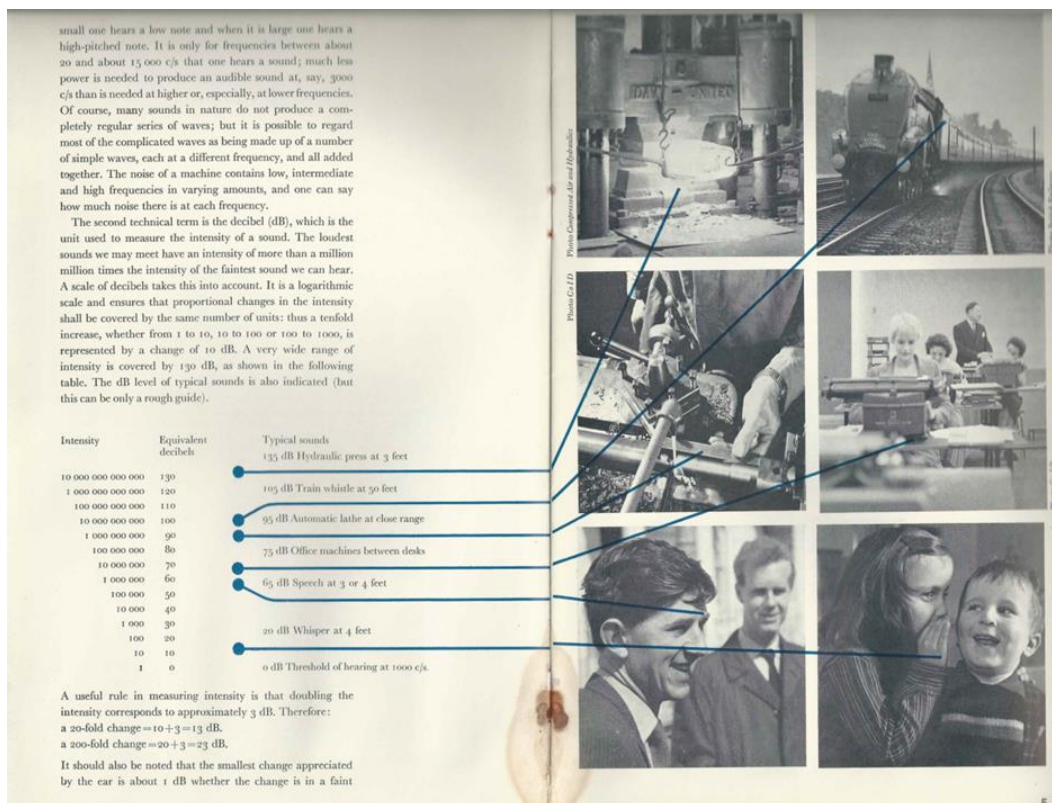 small one hears a low note and when it is large one hears a
high-pitched note. It is only for frequencies between about
20 and about 15 000 c/s that one hears a sound; much less
power is needed to produce an audible sound at, say, 3000
c/s than is needed at higher or, especially, at lower frequencies.
Of course, many sounds in nature do not produce a com-
pletely regular series of waves; but it is possible to regard
most of the complicated waves as being made up of a number
of simple waves, each at a different frequency, and all added
together. The noise of a machine contains low, intermediate
and high frequencies in varying amounts, and one can say
how much noise there is at each frequency.
The second technical term is the decibel (dB), which is the
unit used to measure the intensity of a sound. The loudest
sounds we may meet have an intensity of more than a million
million times the intensity of the faintest sound we can hear.
A scale of decibels takes this into account. It is a logarithmic
scale and ensures that proportional changes in the intensity
shall be covered by the same number of units: thus a tenfold
increase, whether from 1 to 10, 10 to 100 or 100 to 1000, is
represented by a change of 10 dB. A very wide range of
intensity is covered by 130 dB, as shown in the following
table. The dB level of typical sounds is also indicated (but
this can be only a rough guide).
Intensity Equivalent decibels Typical sounds
135 dB Hydraulic press at 3 feet
10 000 000 000 000 130
1 000 000 000 000 120 105 dB Train whistle at 50 feet
100 000 000 000 110
10 000 000 000 100 95 dB Automatic lathe at close range
1 000 000 000 90
100 000 000 80 75 dB Office machines between desks
10 000 000 70
1 000 000 60 65 dB Speech at 3 or 4 feet
100 000 50
10 000 40
1 000 30 20 dB Whisper at 4 feet
100 20
10 10
1 0 0 dB Threshold of hearing at 1000 c/s.
A useful rule in measuring intensity is that doubling the
intensity corresponds to approximately 3 dB. Therefore:
a 20-fold change=10+3=13 dB.
a 200-fold change=20+3=23 dB.
It should also be noted that the smallest change appreciated
by the ear is about 1 dB whether the change is in a faint
Photo: Compressed Air and Hydraulics
Photo: C o I D
UNITED